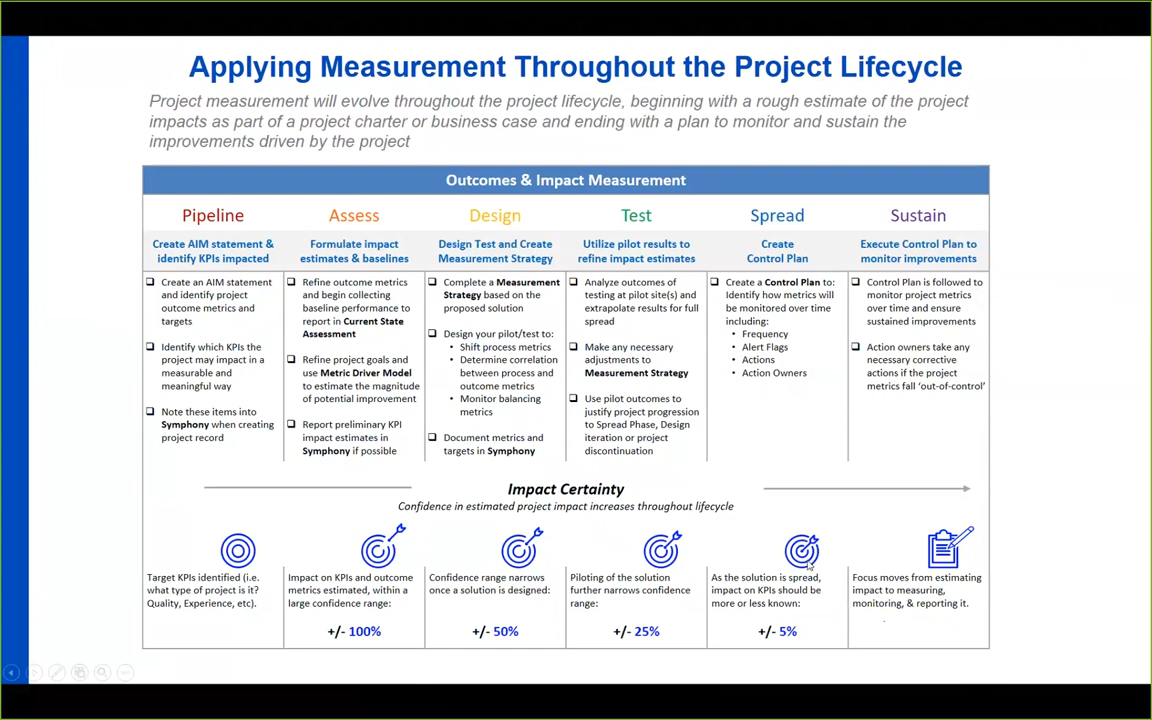 Applying Measurement Throughout the Project Lifecycle
Project measurement will evolve throughout the project lifecycle, beginning with a rough estimate of the project
impacts as part of a project charter or business case and ending with a plan to monitor and sustain the
improvements driven by the project
Outcomes & Impact Measurement
Pipeline
Create AIM statement &
identify KPIs impacted
Create an AIM statement
and identify project
outcome metrics and
targets
Identify which KPIs the
project may impact in a
measurable and
meaningful way
Note these items into
Symphony when creating
project record
Assess
Formulate impact
estimates & baselines
Refine outcome metrics
and begin collecting
baseline performance to
report in Current State
Assessment
Refine project goals and
use Metric Driver Model
to estimate the magnitude
of potential improvement
Report preliminary KPI
impact estimates in
Symphony if possible
Design
Design Test and Create
Measurement Strategy
Complete a Measurement
Strategy based on the
proposed solution
Design your pilot/test to:
• Shift process metrics
• Determine correlation
between process and
outcome metrics
• Monitor balancing
metrics
Document metrics and
targets in Symphony
Test
Utilize pilot results to
refine impact estimates
Analyze outcomes of
testing at pilot site(s) and
extrapolate results for full
spread
Make any necessary
adjustments to
Measurement Strategy
Use pilot outcomes to
justify project progression
to Spread Phase, Design
iteration or project
discontinuation
Spread
Create
Control Plan
Create a Control Plan to:
Identify how metrics will
be monitored over time
including:
• Frequency
• Alert Flags
• Actions
• Action Owners
Sustain
Execute Control Plan to
monitor improvements
Control Plan is followed to
monitor project metrics
over time and ensure
sustained improvements
Action owners take any
necessary corrective
actions if the project
metrics fall 'out-of-control'
Impact Certainty
Confidence in estimated project impact increases throughout lifecycle
Target KPIs identified (i.e.
what type of project is it?
Quality, Experience, etc).
Impact on KPIs and outcome
metrics estimated, within a
large confidence range:
+/- 100%
Confidence range narrows
once a solution is designed:
+/- 50%
Piloting of the solution
further narrows confidence
range:
+/- 25%
As the solution is spread,
impact on KPIs should be
more or less known:
+/- 5%
Focus moves from estimating
impact to measuring,
monitoring, & reporting it.